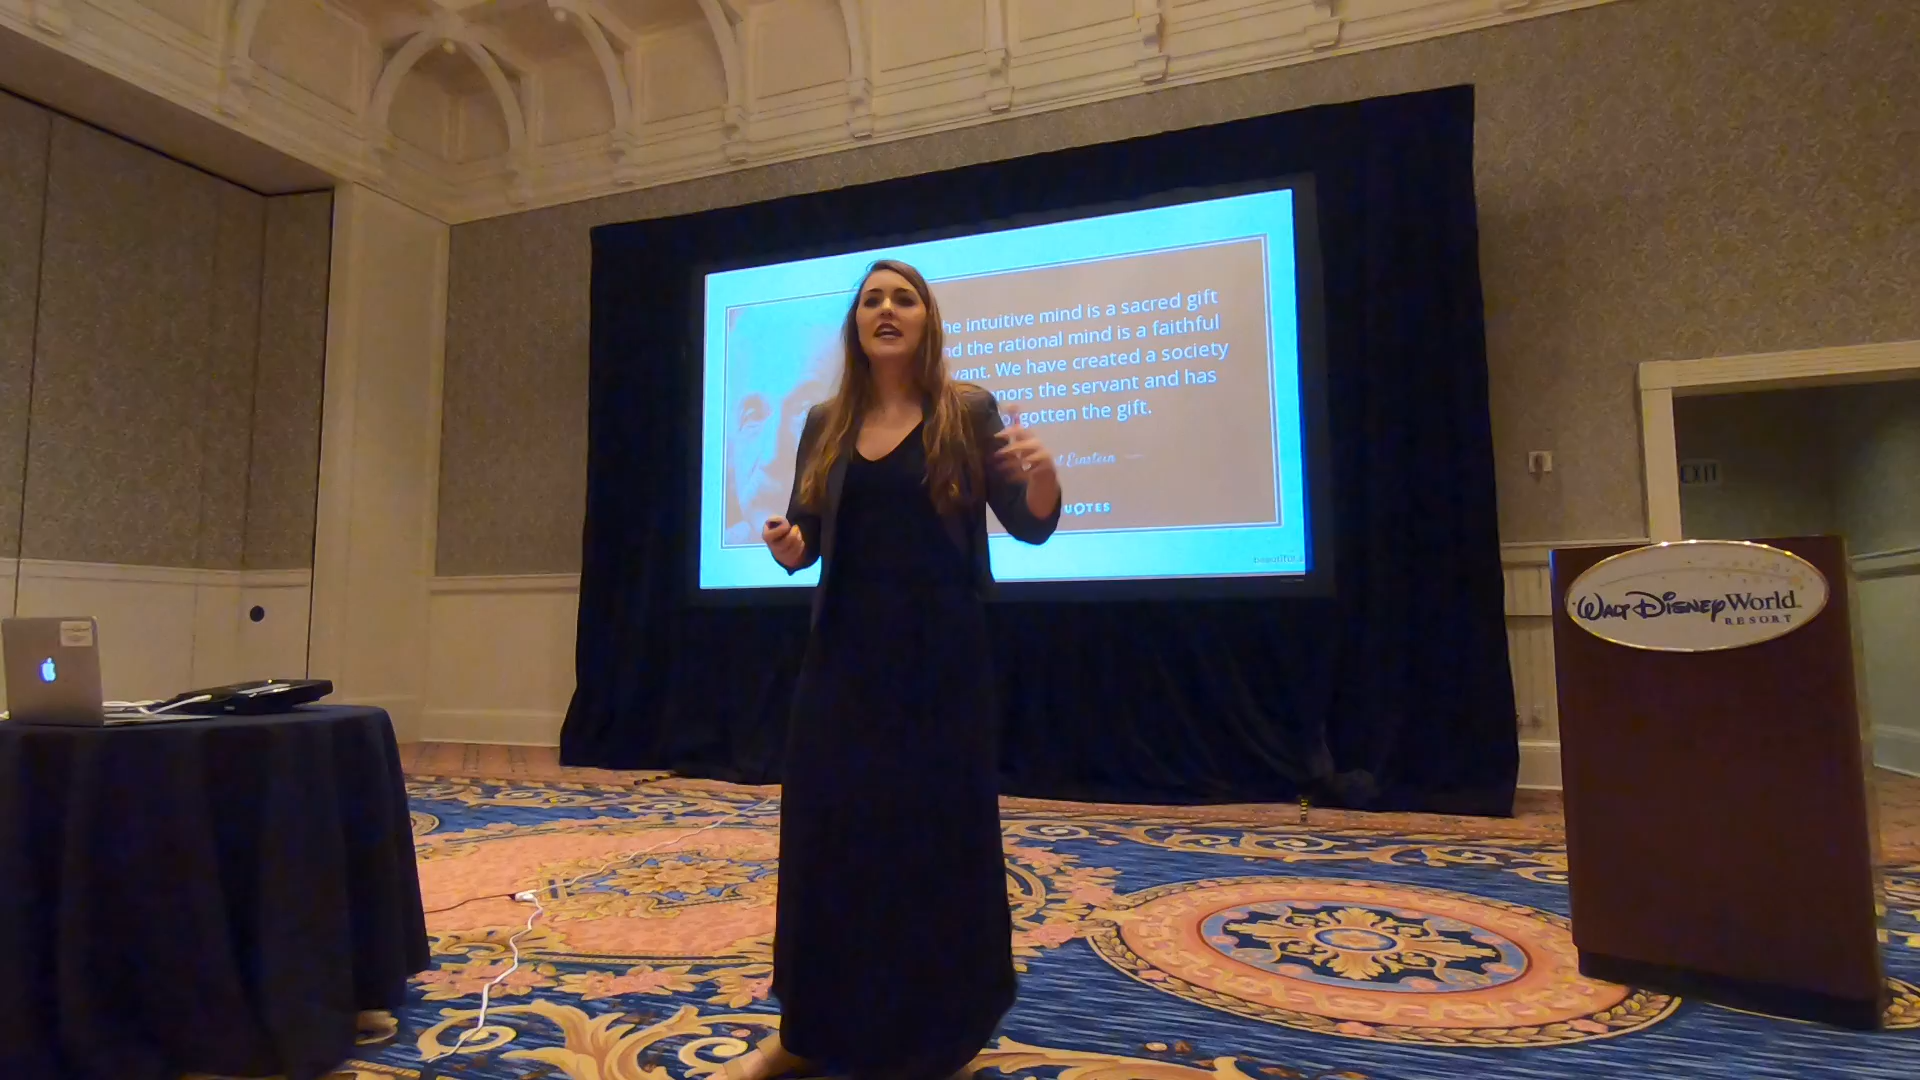 he intuitive mind is a sacred gift
nd the rational mind is a faithful
vant. We have created a society
nors the servant and has
gotten the gift.
Einstein
UOTES
EXIT
WALT DISNEY World
RESORT